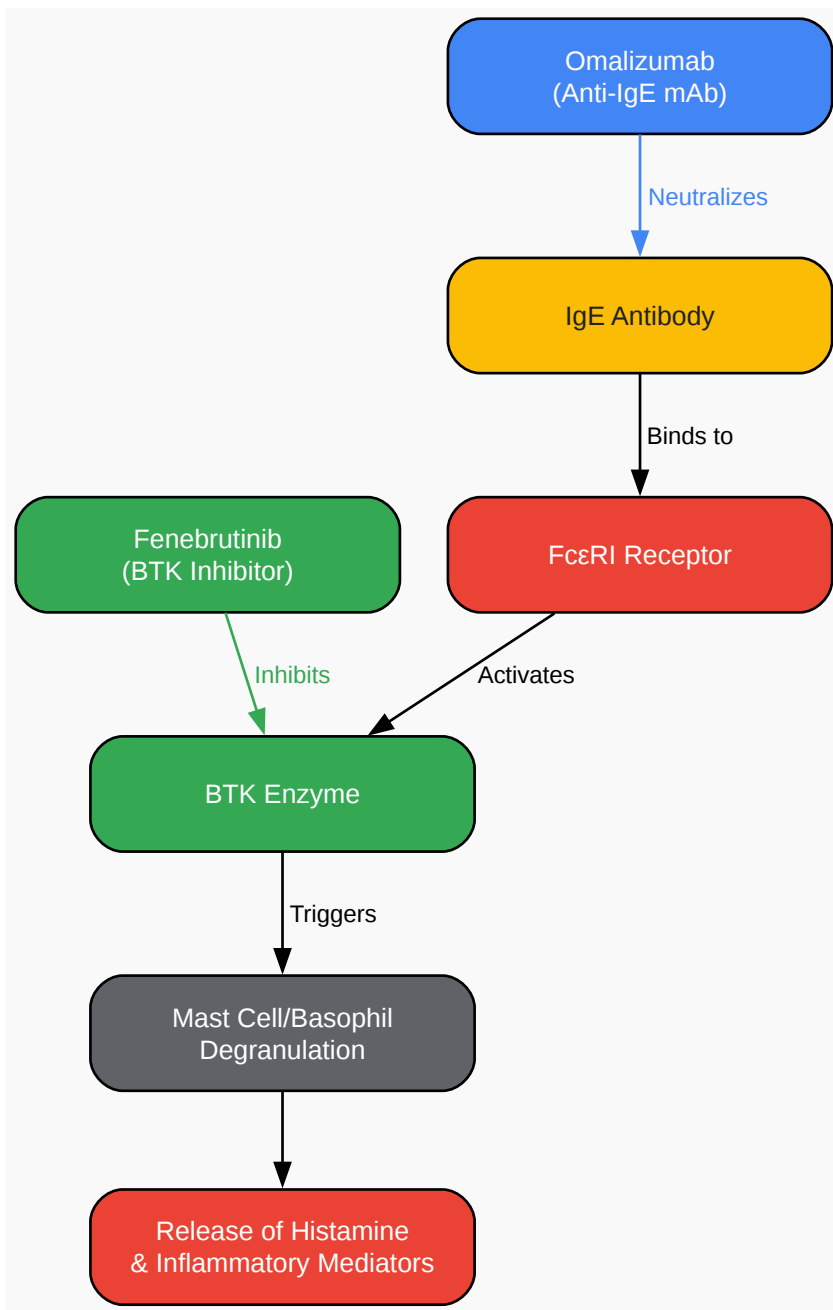 Omalizumab
(Anti-IgE mAb)
Neutralizes
IgE Antibody
Binds to
Fenebrutinib
(BTK Inhibitor)
FcεRI Receptor
Inhibits
Activates
BTK Enzyme
Triggers
Mast Cell/Basophil
Degranulation
Release of Histamine
& Inflammatory Mediators